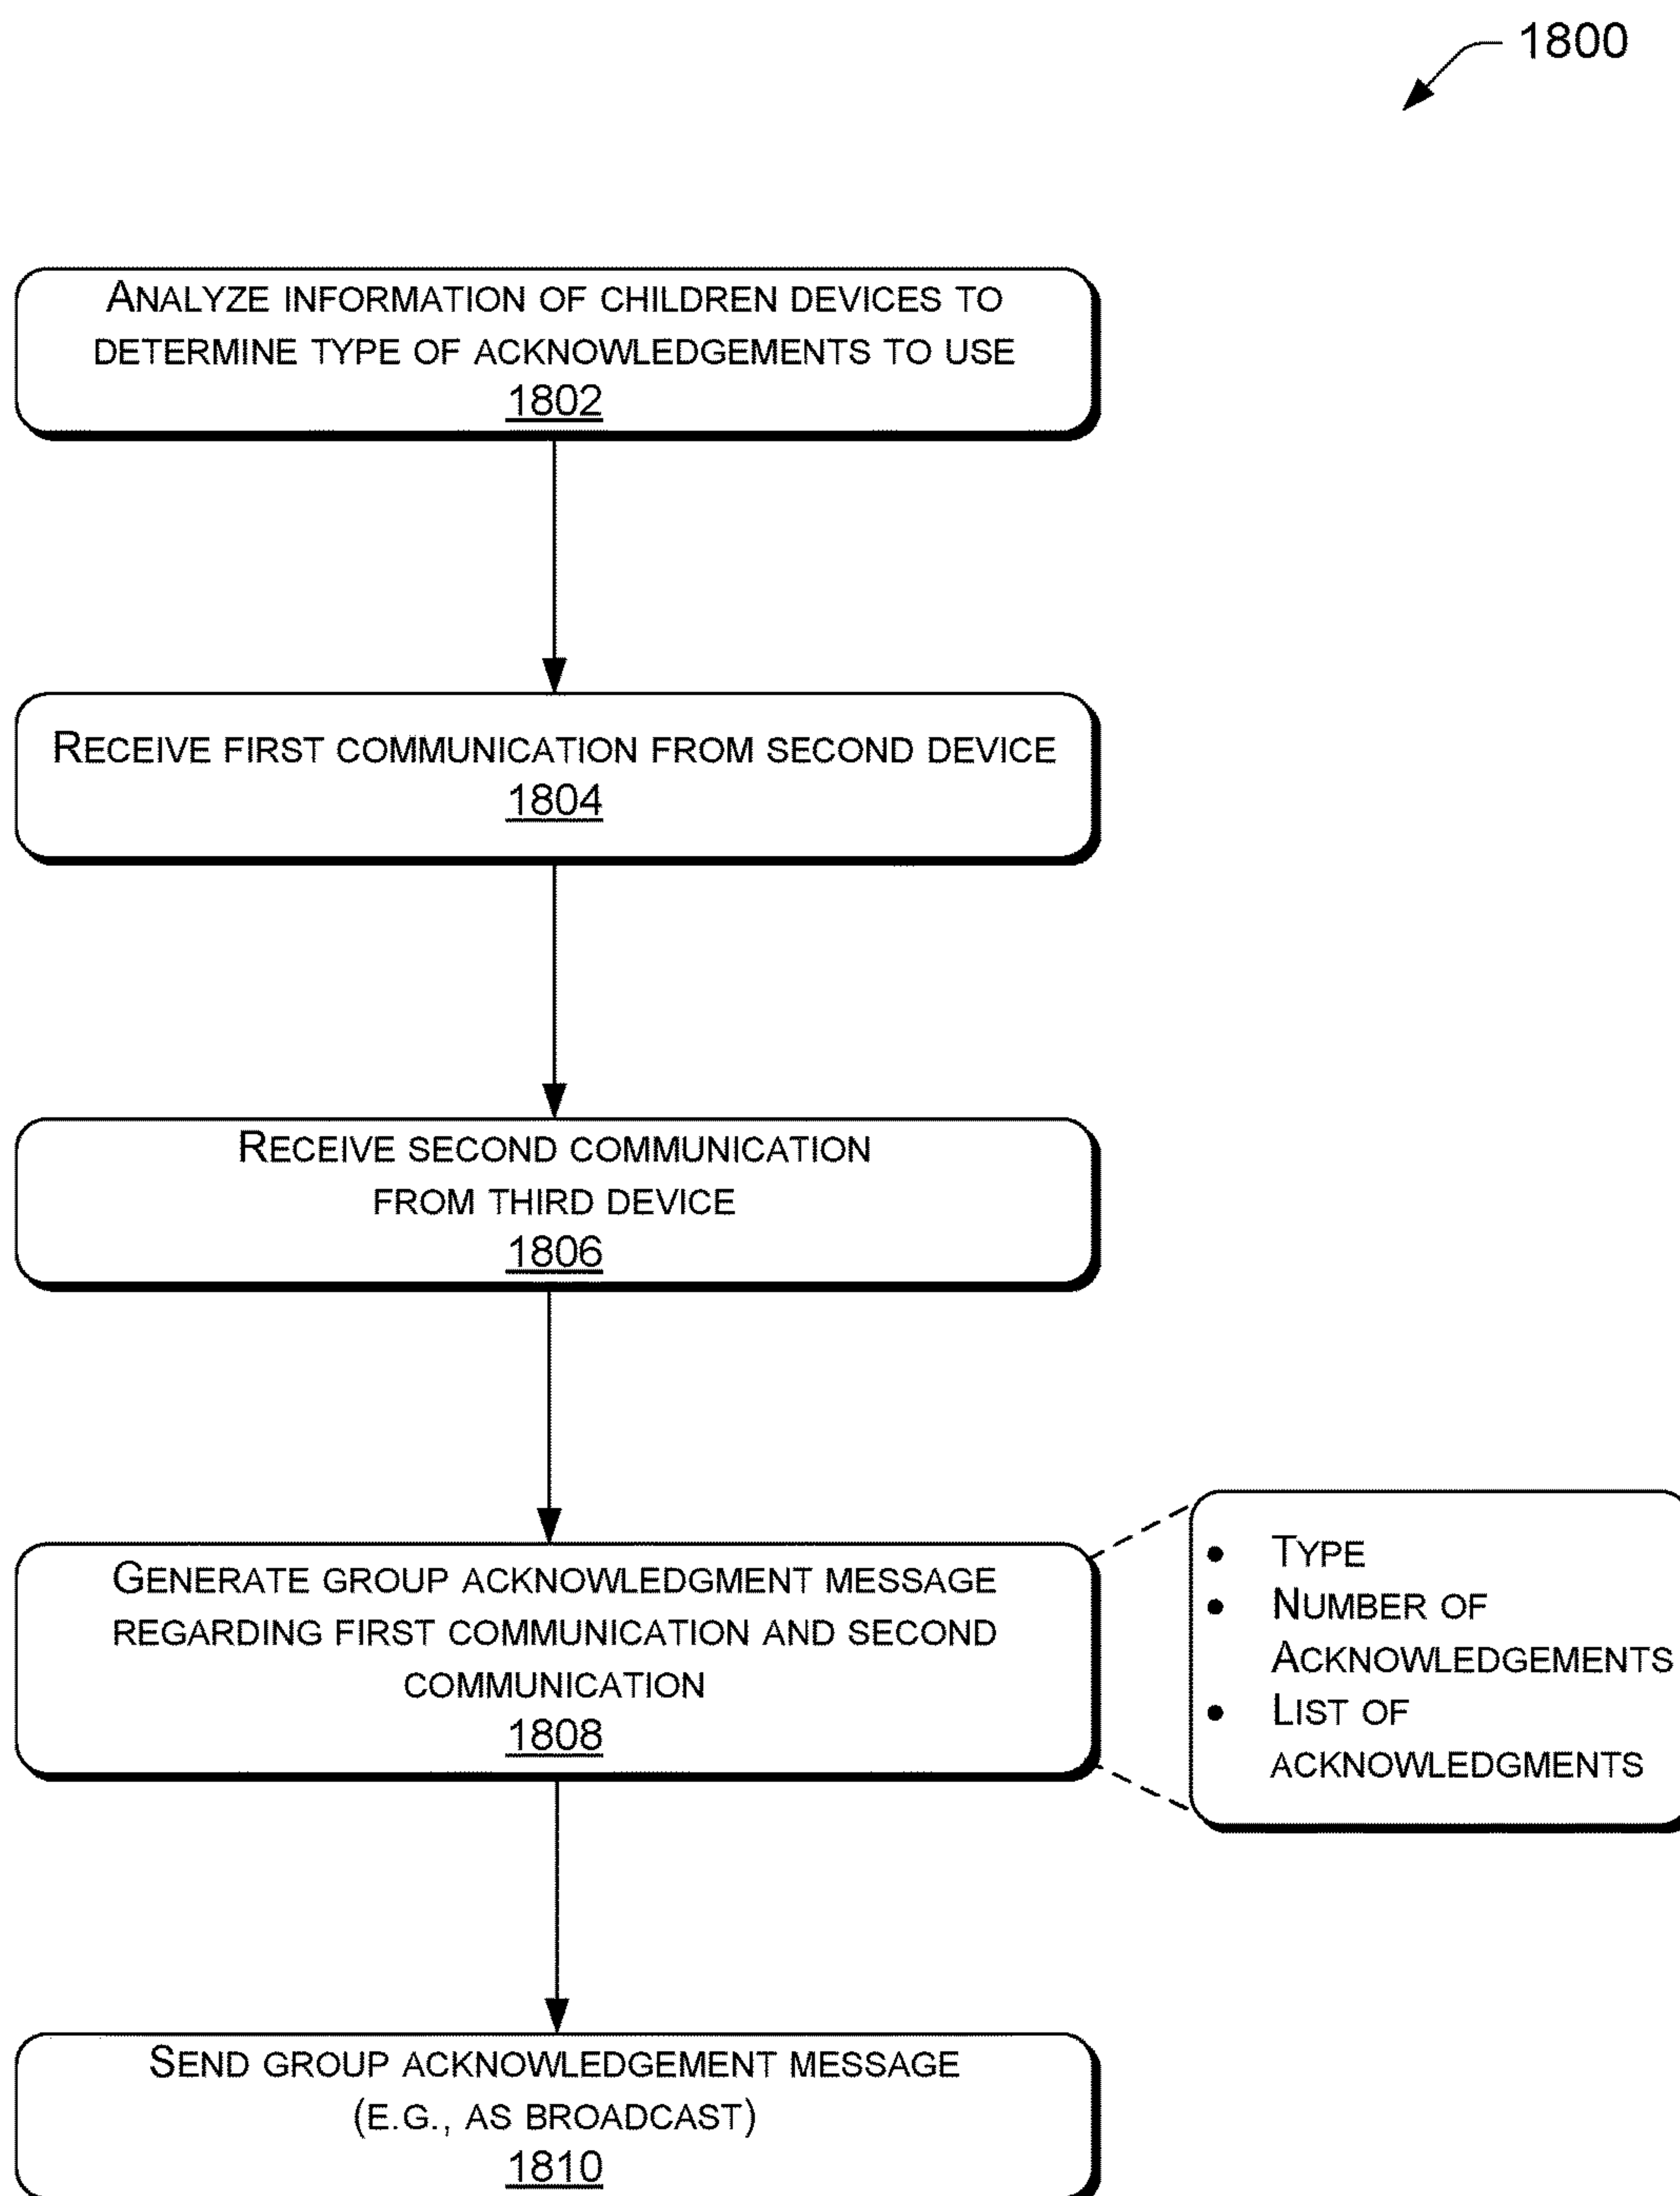 1800
ANALYZE INFORMATION OF CHILDREN DEVICES TO
DETERMINE TYPE OF ACKNOWLEDGEMENTS TO USE
1802
RECEIVE FIRST COMMUNICATION FROM SECOND DEVICE
1804
RECEIVE SECOND COMMUNICATION
FROM THIRD DEVICE
1806
GENERATE GROUP ACKNOWLEDGMENT MESSAGE
REGARDING FIRST COMMUNICATION AND SECOND
COMMUNICATION
1808
• TYPE
• NUMBER OF
ACKNOWLEDGEMENTS
• LIST OF
ACKNOWLEDGMENTS
SEND GROUP ACKNOWLEDGEMENT MESSAGE
(E.G., AS BROADCAST)
1810